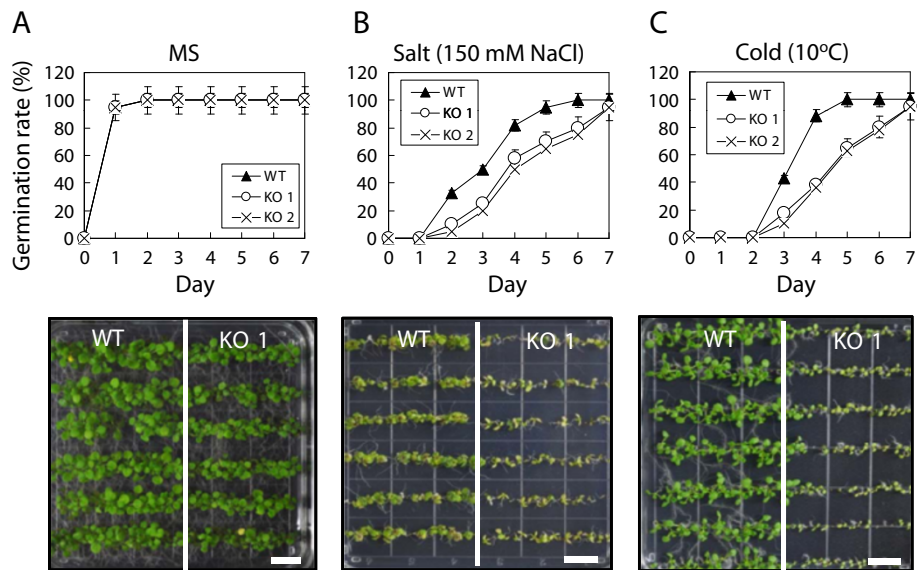 A
MS
Germination rate (%)
120
100
80
60
40
20
0
0 1 2 3 4 5 6 7
Day
WT
KO 1
KO 2
B
Salt (150 mM NaCl)
120
100
80
60
40
20
0
0 1 2 3 4 5 6 7
Day
WT
KO 1
KO 2
C
Cold (10ºC)
120
100
80
60
40
20
0
0 1 2 3 4 5 6 7
Day
WT
KO 1
KO 2
WT KO 1
WT KO 1
WT KO 1